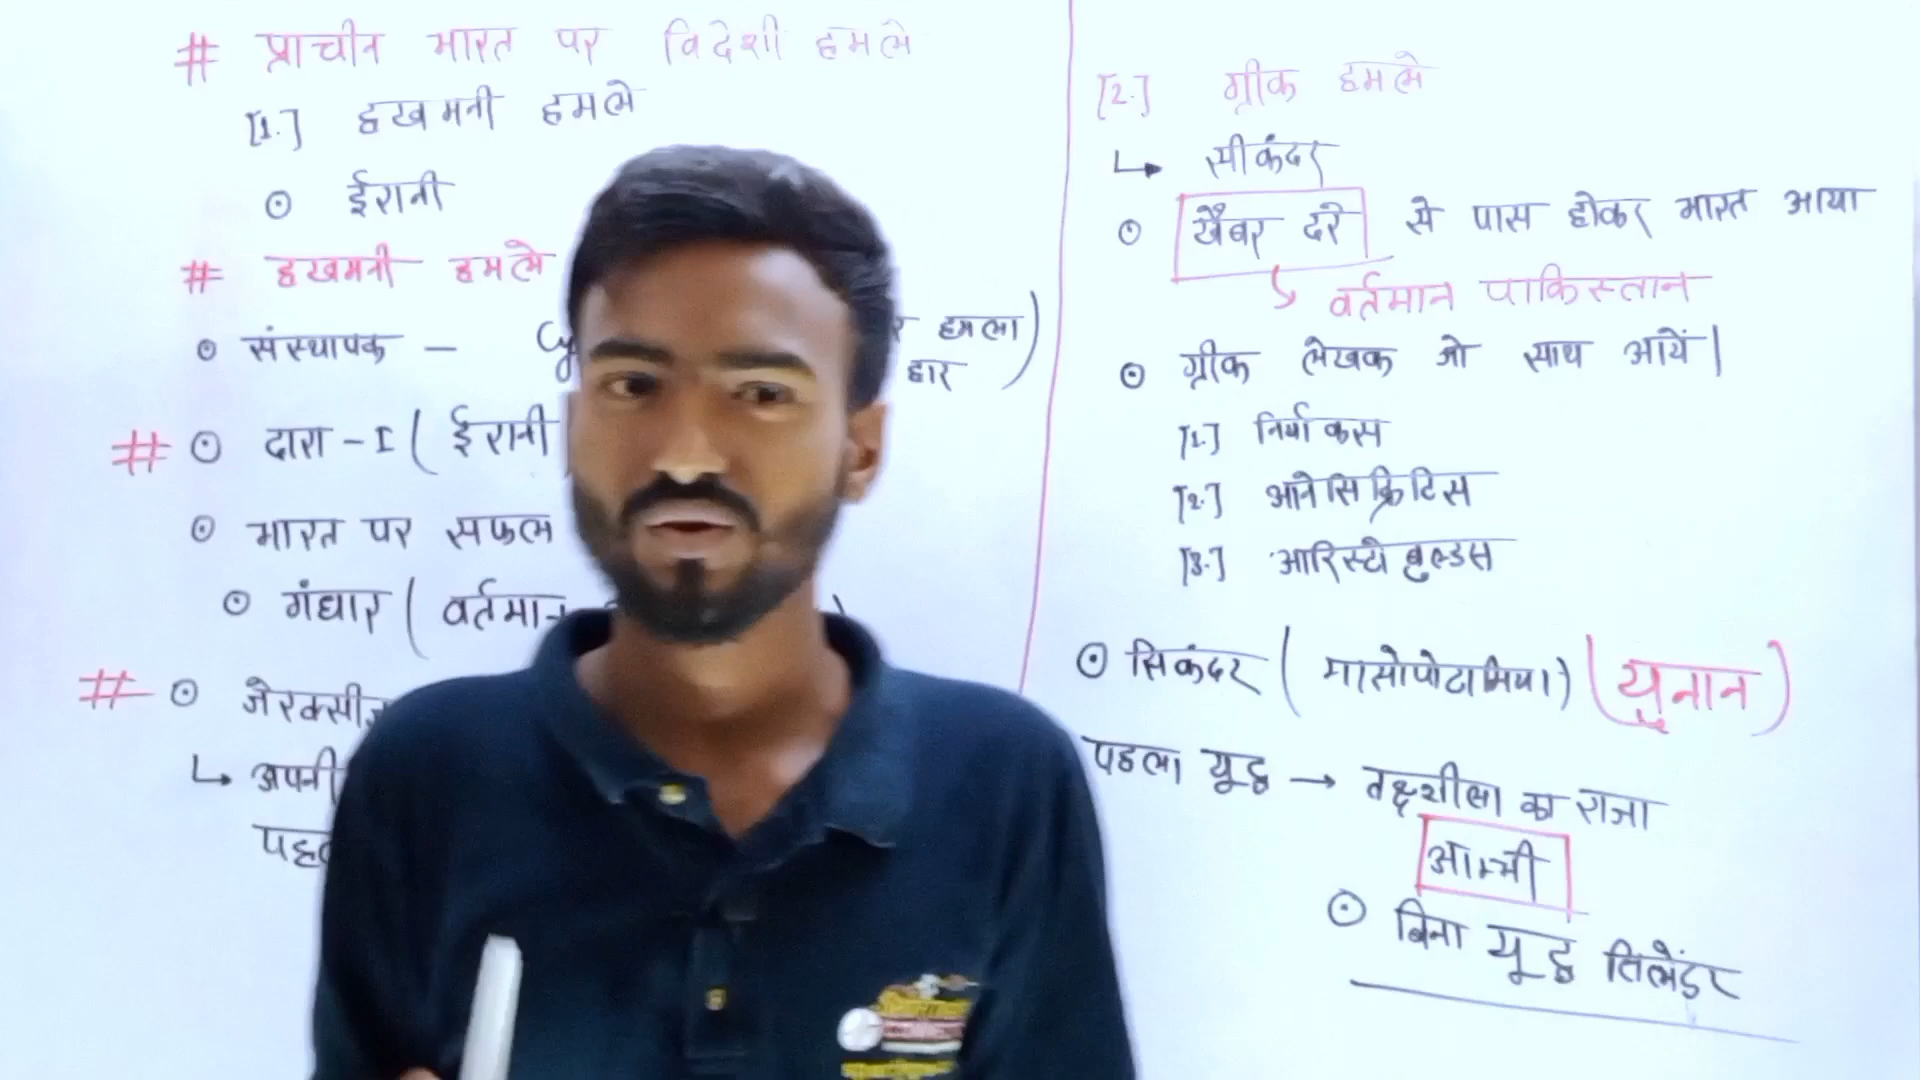 # प्राचीन भारत पर विदेशी हमले
[1.] हखमनी हमले
⊙ ईरानी
# हखमनी हमले
⊙ संस्थापक – Cy
हमला)
हार
# ⊙ दारा - I ( ईरानी
⊙ भारत पर सफल
⊙ गंधार ( वर्तमान
# ⊙ जेरक्सीज
↳ अपनी
[2.] ग्रीक हमले
↳ सीकंदर
⊙ खैबर दर्रे से पास होकर भारत आया
↳ वर्तमान पाकिस्तान
⊙ ग्रीक लेखक जो साथ आयें|
[1.] निर्याकस
[2.] आनेसिक्रिटिस
[3.] आरिस्टोबुल्डस
⊙ सिकंदर ( मासोपोटामिया) (यूनान)
पहला यूद्ध → तक्षशीला का राजा
आम्भी
⊙ बिना यूद्ध सिलेंडर